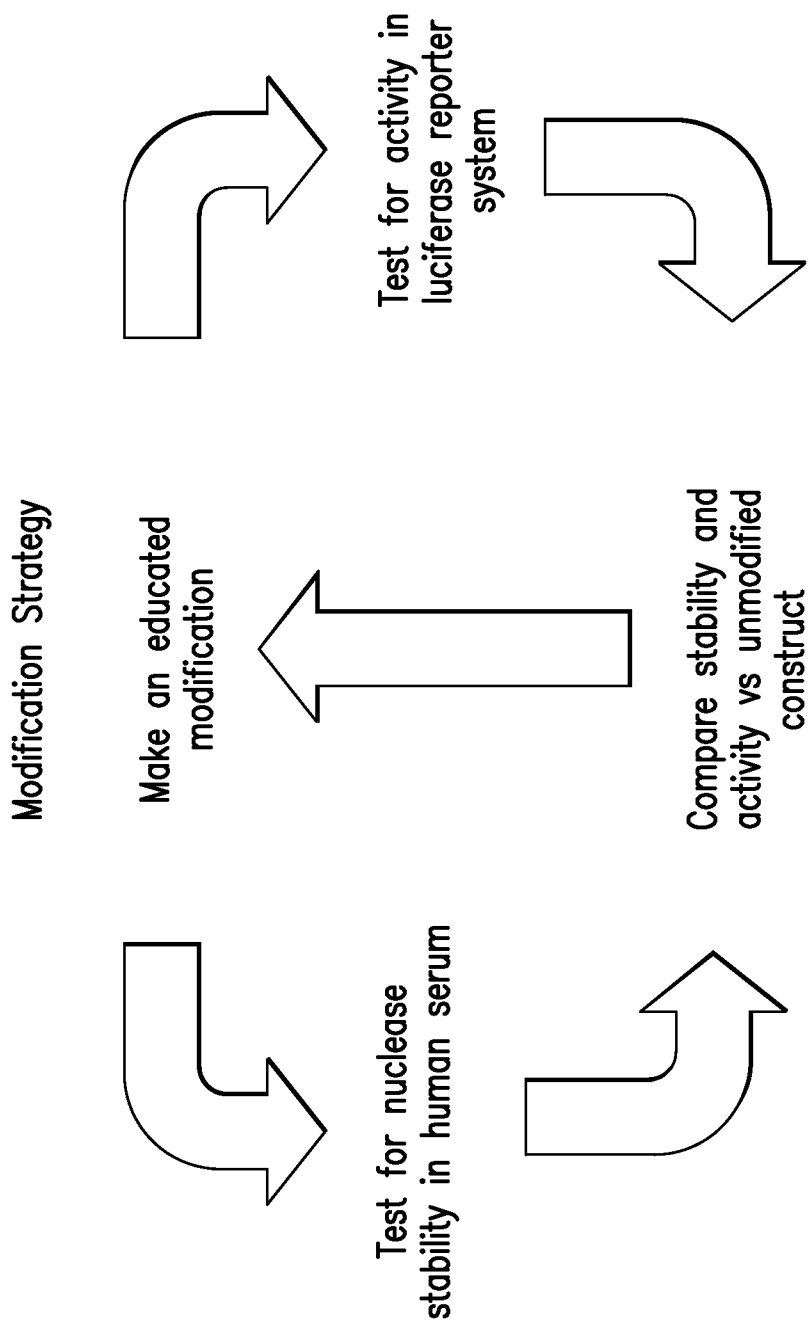 Modification Strategy
Make an educated
modification
Test for nuclease
stability in human serum
Test for activity in
luciferase reporter
system
Compare stability and
activity vs unmodified
construct